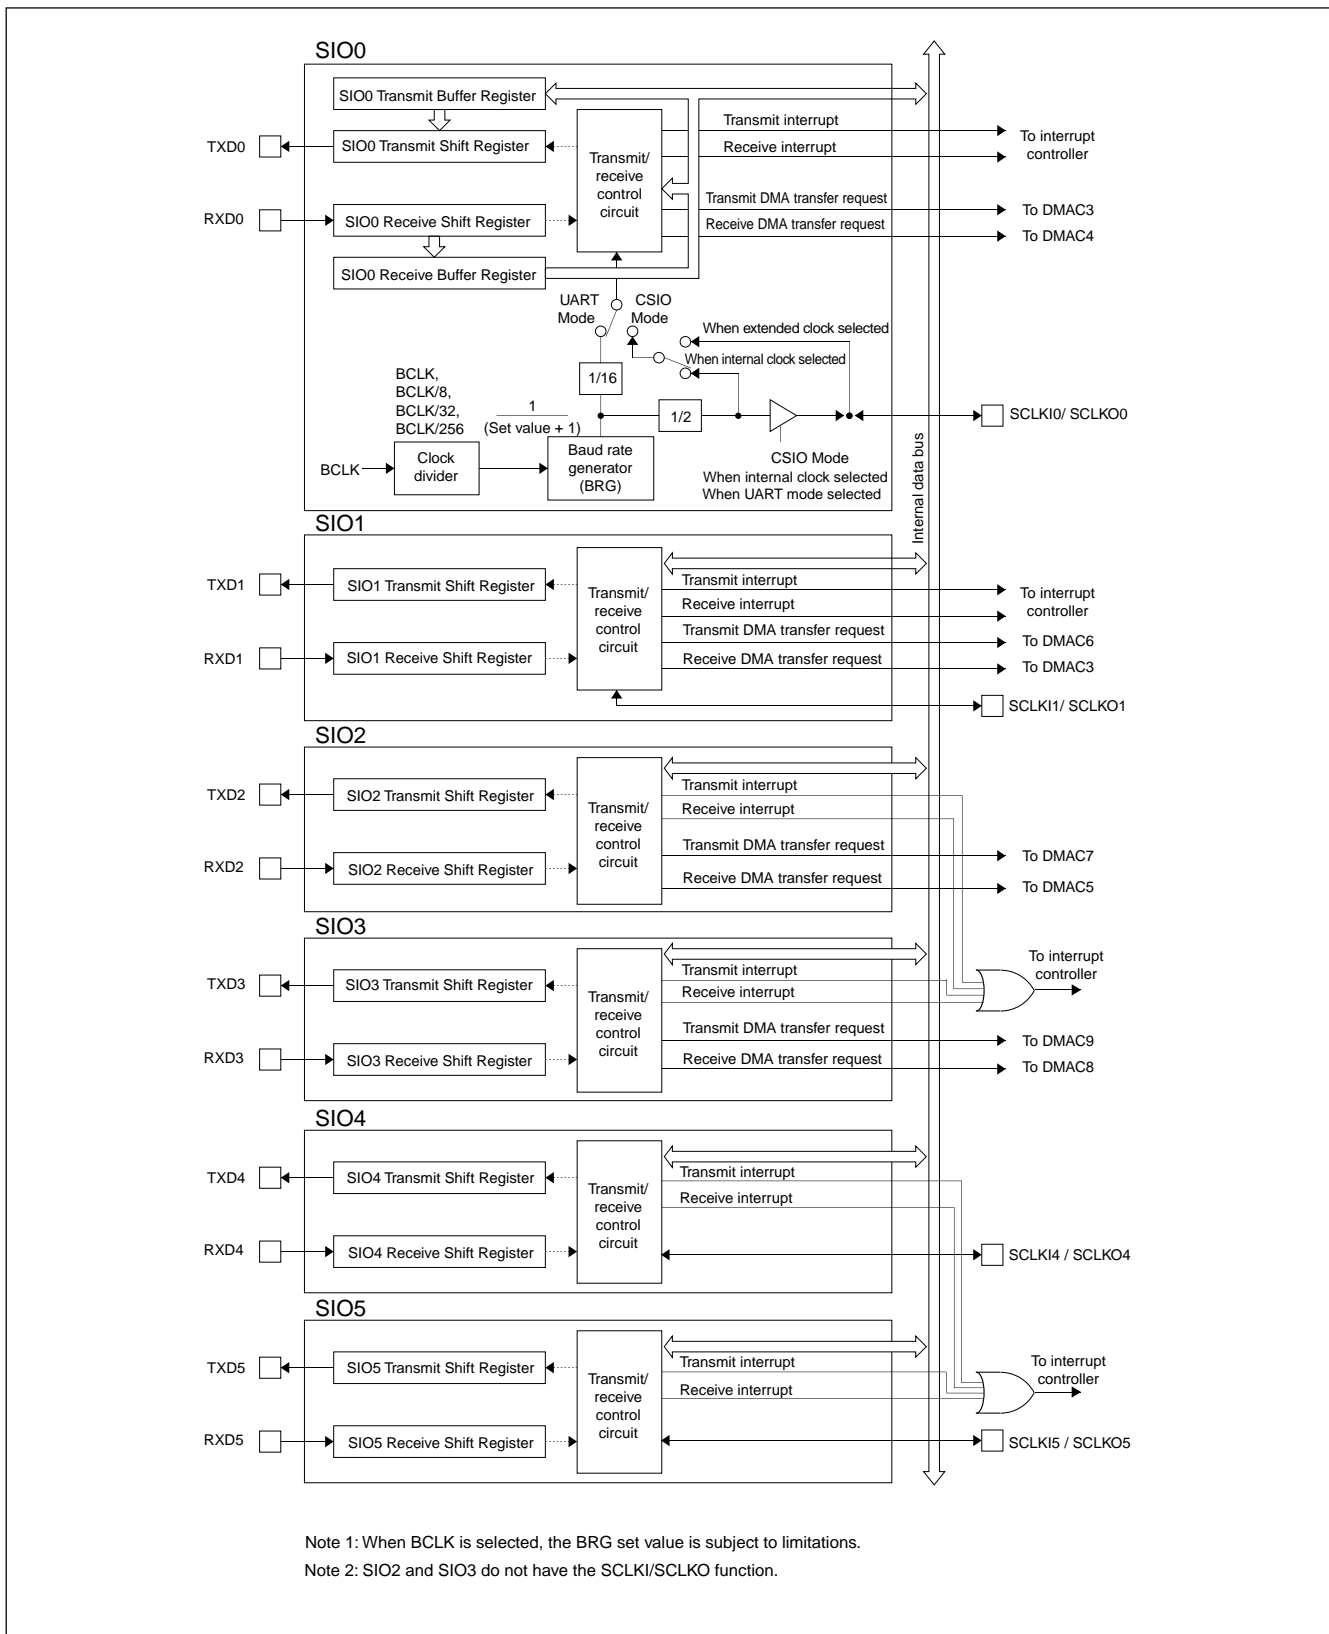 SIO0
SIO0 Transmit Buffer Register
TXD0
SIO0 Transmit Shift Register
Transmit/
receive
control
circuit
Transmit interrupt
Receive interrupt
To interrupt
controller
RXD0
SIO0 Receive Shift Register
Transmit DMA transfer request
To DMAC3
Receive DMA transfer request
To DMAC4
SIO0 Receive Buffer Register
UART
Mode
CSIO
Mode
When extended clock selected
When internal clock selected
BCLK,
BCLK/8,
BCLK/32,
BCLK/256
1
(Set value + 1)
1/16
1/2
SCLKI0/ SCLKO0
BCLK
Clock
divider
Baud rate
generator
(BRG)
CSIO Mode
When internal clock selected
When UART mode selected
Internal data bus
SIO1
TXD1
SIO1 Transmit Shift Register
Transmit/
receive
control
circuit
Transmit interrupt
Receive interrupt
To interrupt
controller
RXD1
SIO1 Receive Shift Register
Transmit DMA transfer request
To DMAC6
Receive DMA transfer request
To DMAC3
SCLKI1/ SCLKO1
SIO2
TXD2
SIO2 Transmit Shift Register
Transmit/
receive
control
circuit
Transmit interrupt
Receive interrupt
RXD2
SIO2 Receive Shift Register
Transmit DMA transfer request
To DMAC7
Receive DMA transfer request
To DMAC5
SIO3
TXD3
SIO3 Transmit Shift Register
Transmit/
receive
control
circuit
Transmit interrupt
Receive interrupt
To interrupt
controller
RXD3
SIO3 Receive Shift Register
Transmit DMA transfer request
To DMAC9
Receive DMA transfer request
To DMAC8
SIO4
TXD4
SIO4 Transmit Shift Register
Transmit/
receive
control
circuit
Transmit interrupt
Receive interrupt
RXD4
SIO4 Receive Shift Register
SCLKI4 / SCLKO4
SIO5
TXD5
SIO5 Transmit Shift Register
Transmit/
receive
control
circuit
Transmit interrupt
Receive interrupt
To interrupt
controller
RXD5
SIO5 Receive Shift Register
SCLKI5 / SCLKO5
Note 1: When BCLK is selected, the BRG set value is subject to limitations.
Note 2: SIO2 and SIO3 do not have the SCLKI/SCLKO function.